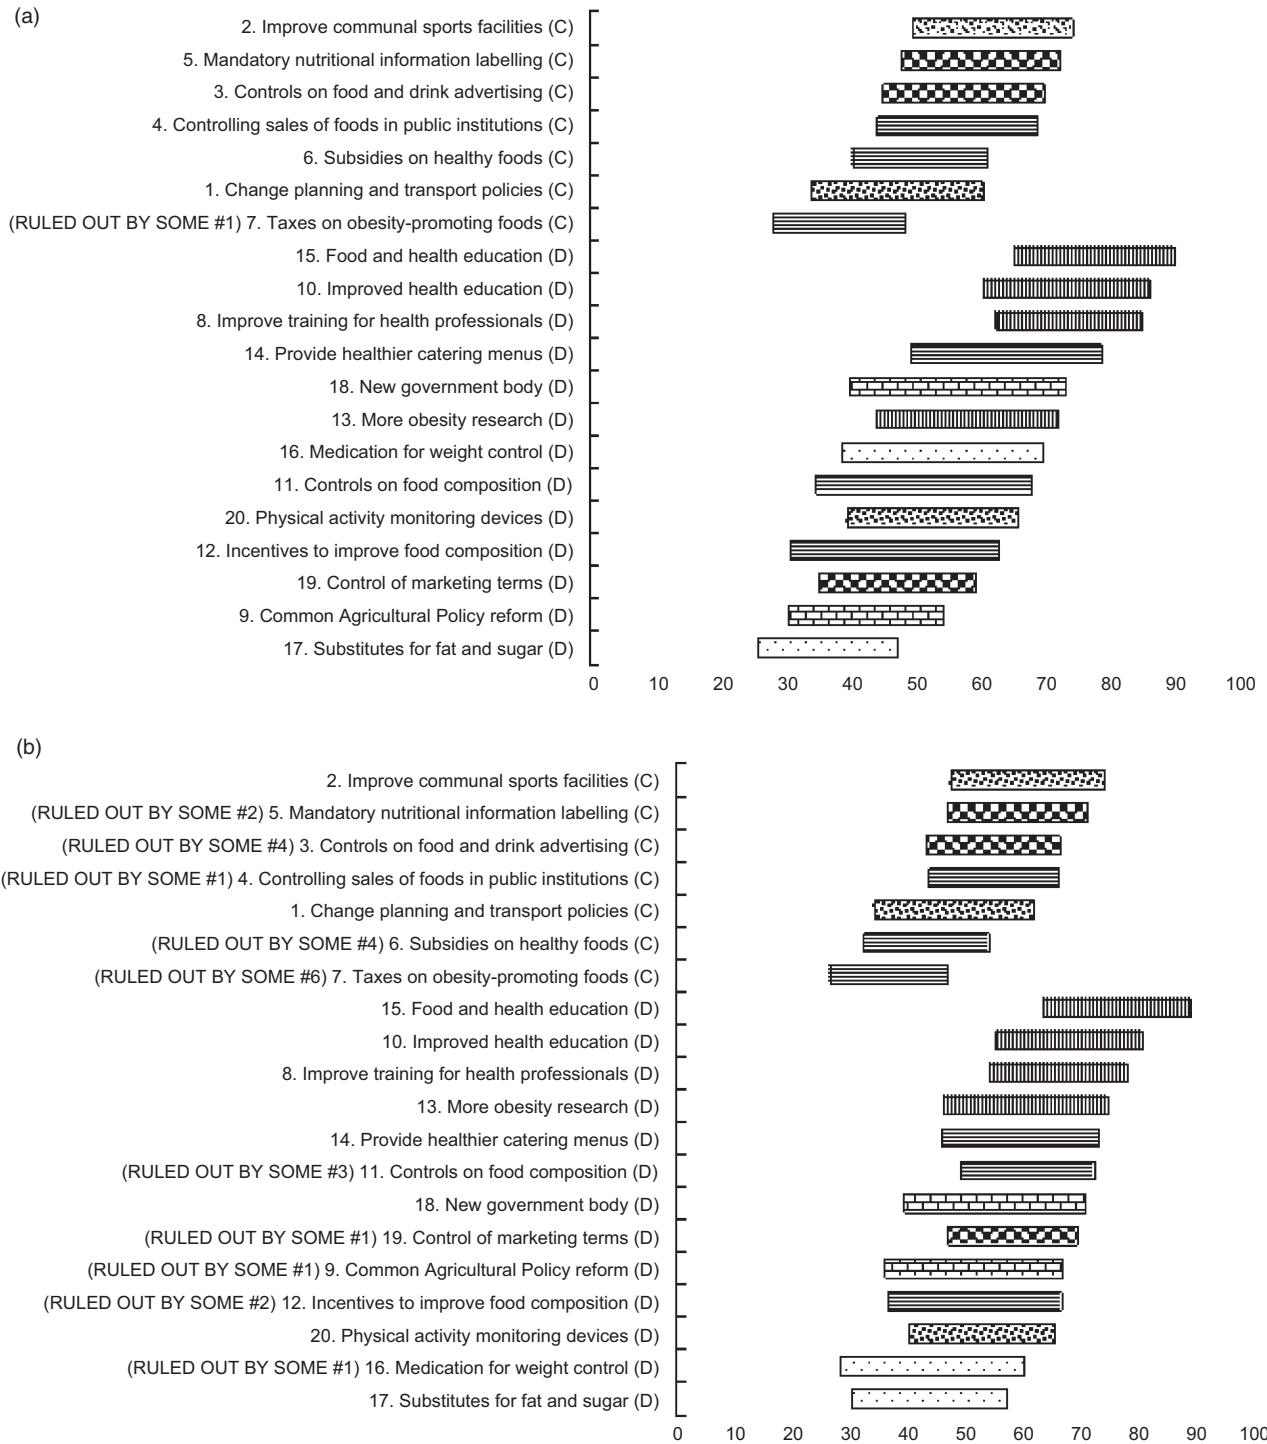 (a)
2. Improve communal sports facilities (C)
5. Mandatory nutritional information labelling (C)
3. Controls on food and drink advertising (C)
4. Controlling sales of foods in public institutions (C)
6. Subsidies on healthy foods (C)
1. Change planning and transport policies (C)
(RULED OUT BY SOME #1) 7. Taxes on obesity-promoting foods (C)
15. Food and health education (D)
10. Improved health education (D)
8. Improve training for health professionals (D)
14. Provide healthier catering menus (D)
18. New government body (D)
13. More obesity research (D)
16. Medication for weight control (D)
11. Controls on food composition (D)
20. Physical activity monitoring devices (D)
12. Incentives to improve food composition (D)
19. Control of marketing terms (D)
9. Common Agricultural Policy reform (D)
17. Substitutes for fat and sugar (D)
0 10 20 30 40 50 60 70 80 90 100
(b)
2. Improve communal sports facilities (C)
(RULED OUT BY SOME #2) 5. Mandatory nutritional information labelling (C)
(RULED OUT BY SOME #4) 3. Controls on food and drink advertising (C)
(RULED OUT BY SOME #1) 4. Controlling sales of foods in public institutions (C)
1. Change planning and transport policies (C)
(RULED OUT BY SOME #4) 6. Subsidies on healthy foods (C)
(RULED OUT BY SOME #6) 7. Taxes on obesity-promoting foods (C)
15. Food and health education (D)
10. Improved health education (D)
8. Improve training for health professionals (D)
13. More obesity research (D)
14. Provide healthier catering menus (D)
(RULED OUT BY SOME #3) 11. Controls on food composition (D)
18. New government body (D)
(RULED OUT BY SOME #1) 19. Control of marketing terms (D)
(RULED OUT BY SOME #1) 9. Common Agricultural Policy reform (D)
(RULED OUT BY SOME #2) 12. Incentives to improve food composition (D)
20. Physical activity monitoring devices (D)
(RULED OUT BY SOME #1) 16. Medication for weight control (D)
17. Substitutes for fat and sugar (D)
0 10 20 30 40 50 60 70 80 90 100